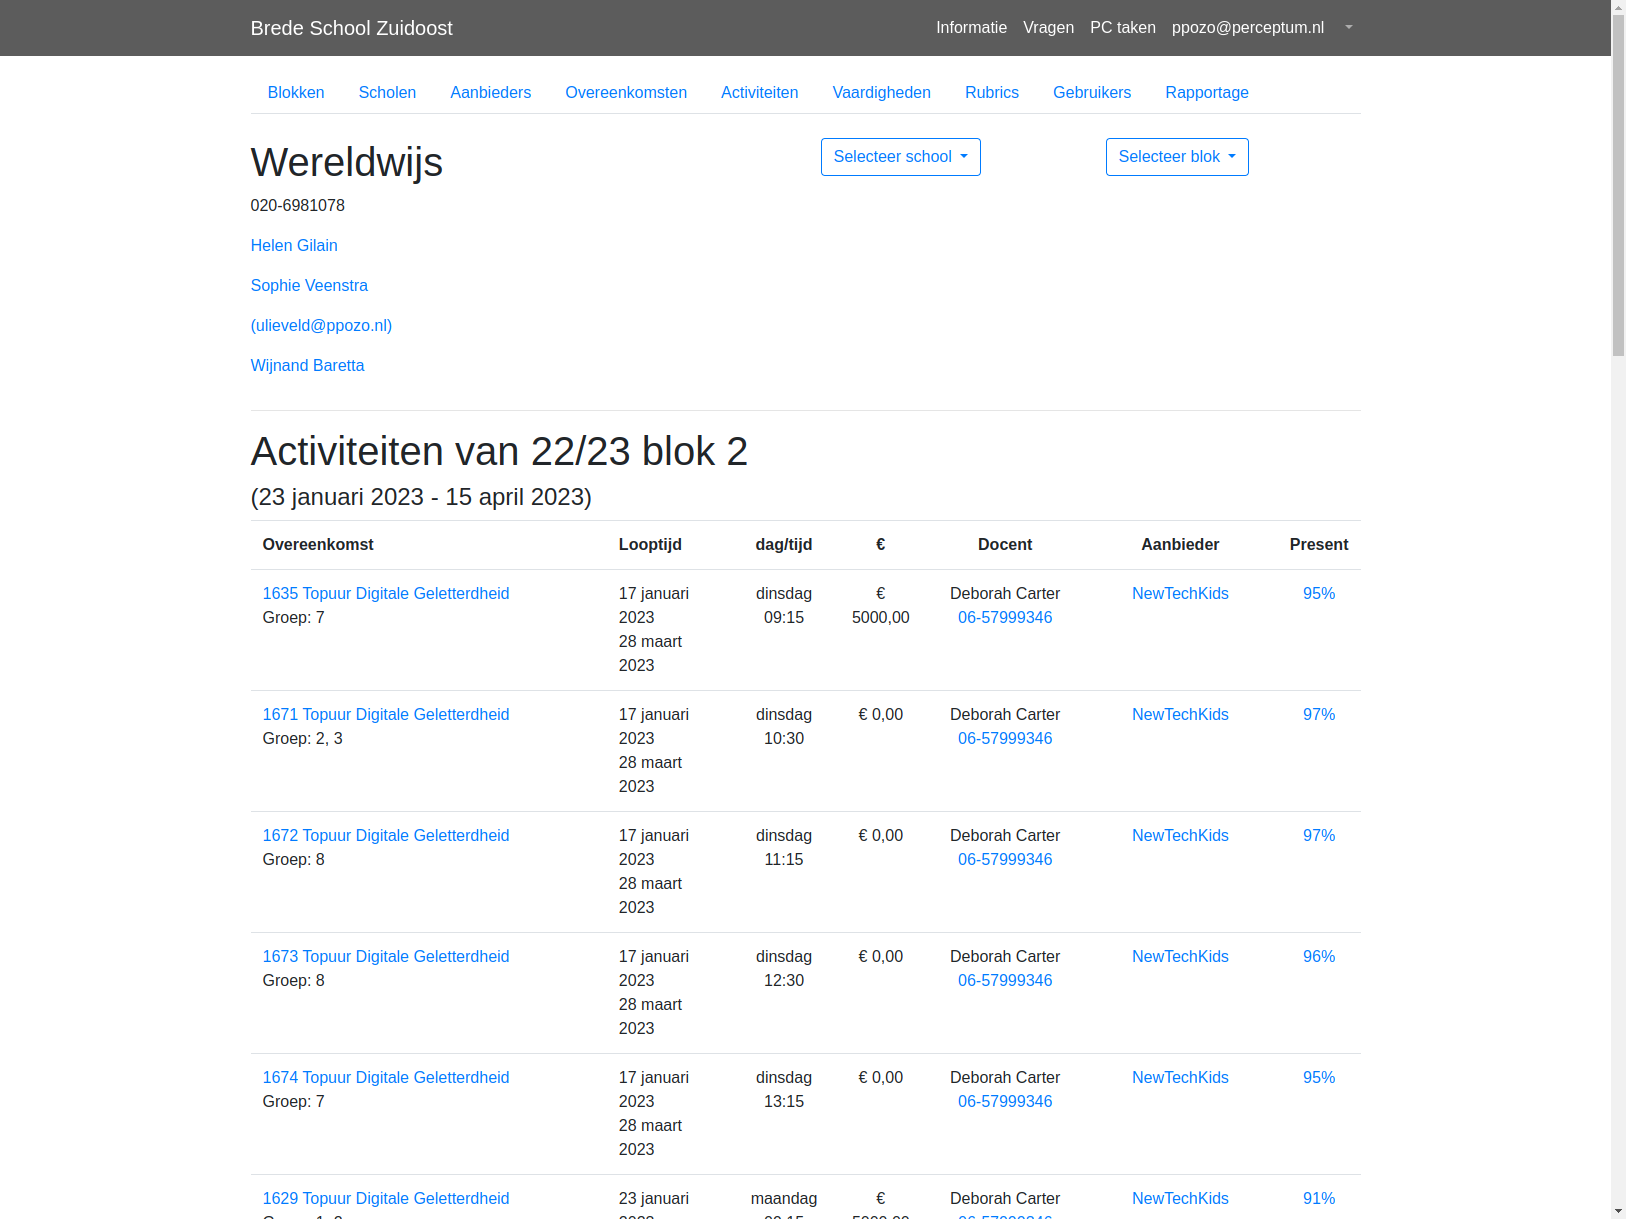 Brede School Zuidoost Informatie Vragen PC taken ppozo@perceptum.nl
Blokken Scholen Aanbieders Overeenkomsten Activiteiten Vaardigheden Rubrics Gebruikers Rapportage
Wereldwijs
Selecteer school
Selecteer blok
020-6981078
Helen Gilain
Sophie Veenstra
(ulieveld@ppozo.nl)
Wijnand Baretta
Activiteiten van 22/23 blok 2
(23 januari 2023 - 15 april 2023)
Overeenkomst Looptijd dag/tijd € Docent Aanbieder Present
1635 Topuur Digitale Geletterdheid 17 januari dinsdag € Deborah Carter NewTechKids 95%
Groep: 7 2023 09:15 5000,00 06-57999346
28 maart
2023
1671 Topuur Digitale Geletterdheid 17 januari dinsdag € 0,00 Deborah Carter NewTechKids 97%
Groep: 2, 3 2023 10:30 06-57999346
28 maart
2023
1672 Topuur Digitale Geletterdheid 17 januari dinsdag € 0,00 Deborah Carter NewTechKids 97%
Groep: 8 2023 11:15 06-57999346
28 maart
2023
1673 Topuur Digitale Geletterdheid 17 januari dinsdag € 0,00 Deborah Carter NewTechKids 96%
Groep: 8 2023 12:30 06-57999346
28 maart
2023
1674 Topuur Digitale Geletterdheid 17 januari dinsdag € 0,00 Deborah Carter NewTechKids 95%
Groep: 7 2023 13:15 06-57999346
28 maart
2023
1629 Topuur Digitale Geletterdheid 23 januari maandag € Deborah Carter NewTechKids 91%